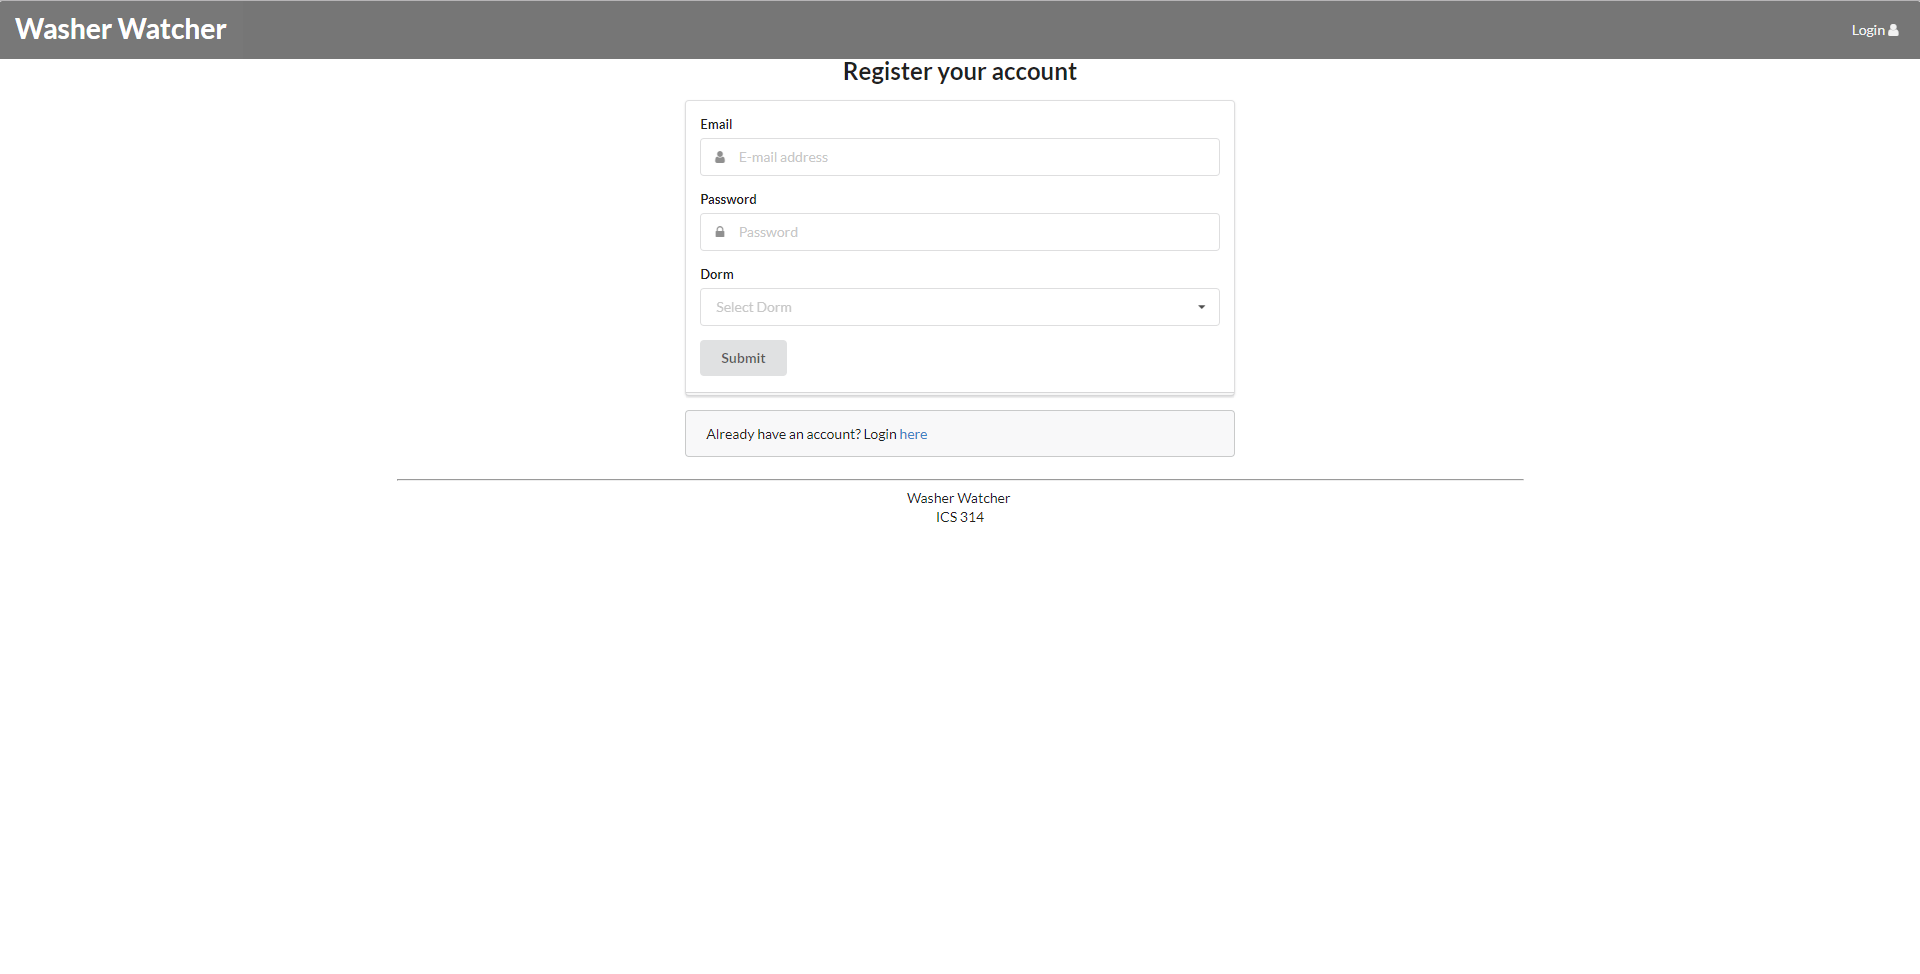 Washer Watcher
Login
Register your account
Email
E-mail address
Password
Password
Dorm
Select Dorm
Submit
Already have an account? Login here
Washer Watcher
ICS 314